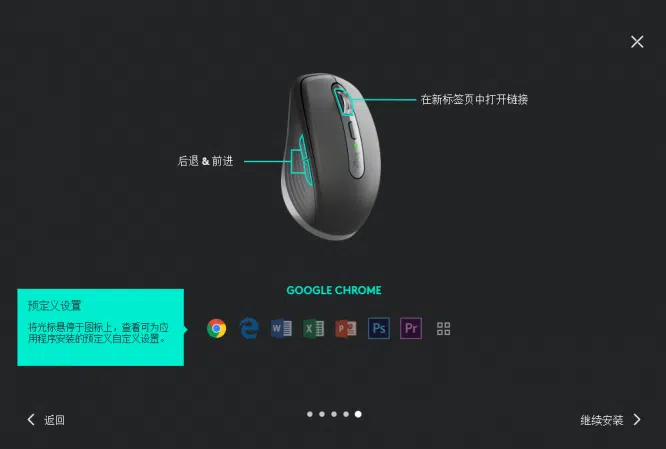 在新标签页中打开链接
后退 & 前进
GOOGLE CHROME
预定义设置
将光标悬停于图标上，查看可为应
用程序安装的预定义自定义设置。
W
X
P
Ps
Pr
返回
继续安装